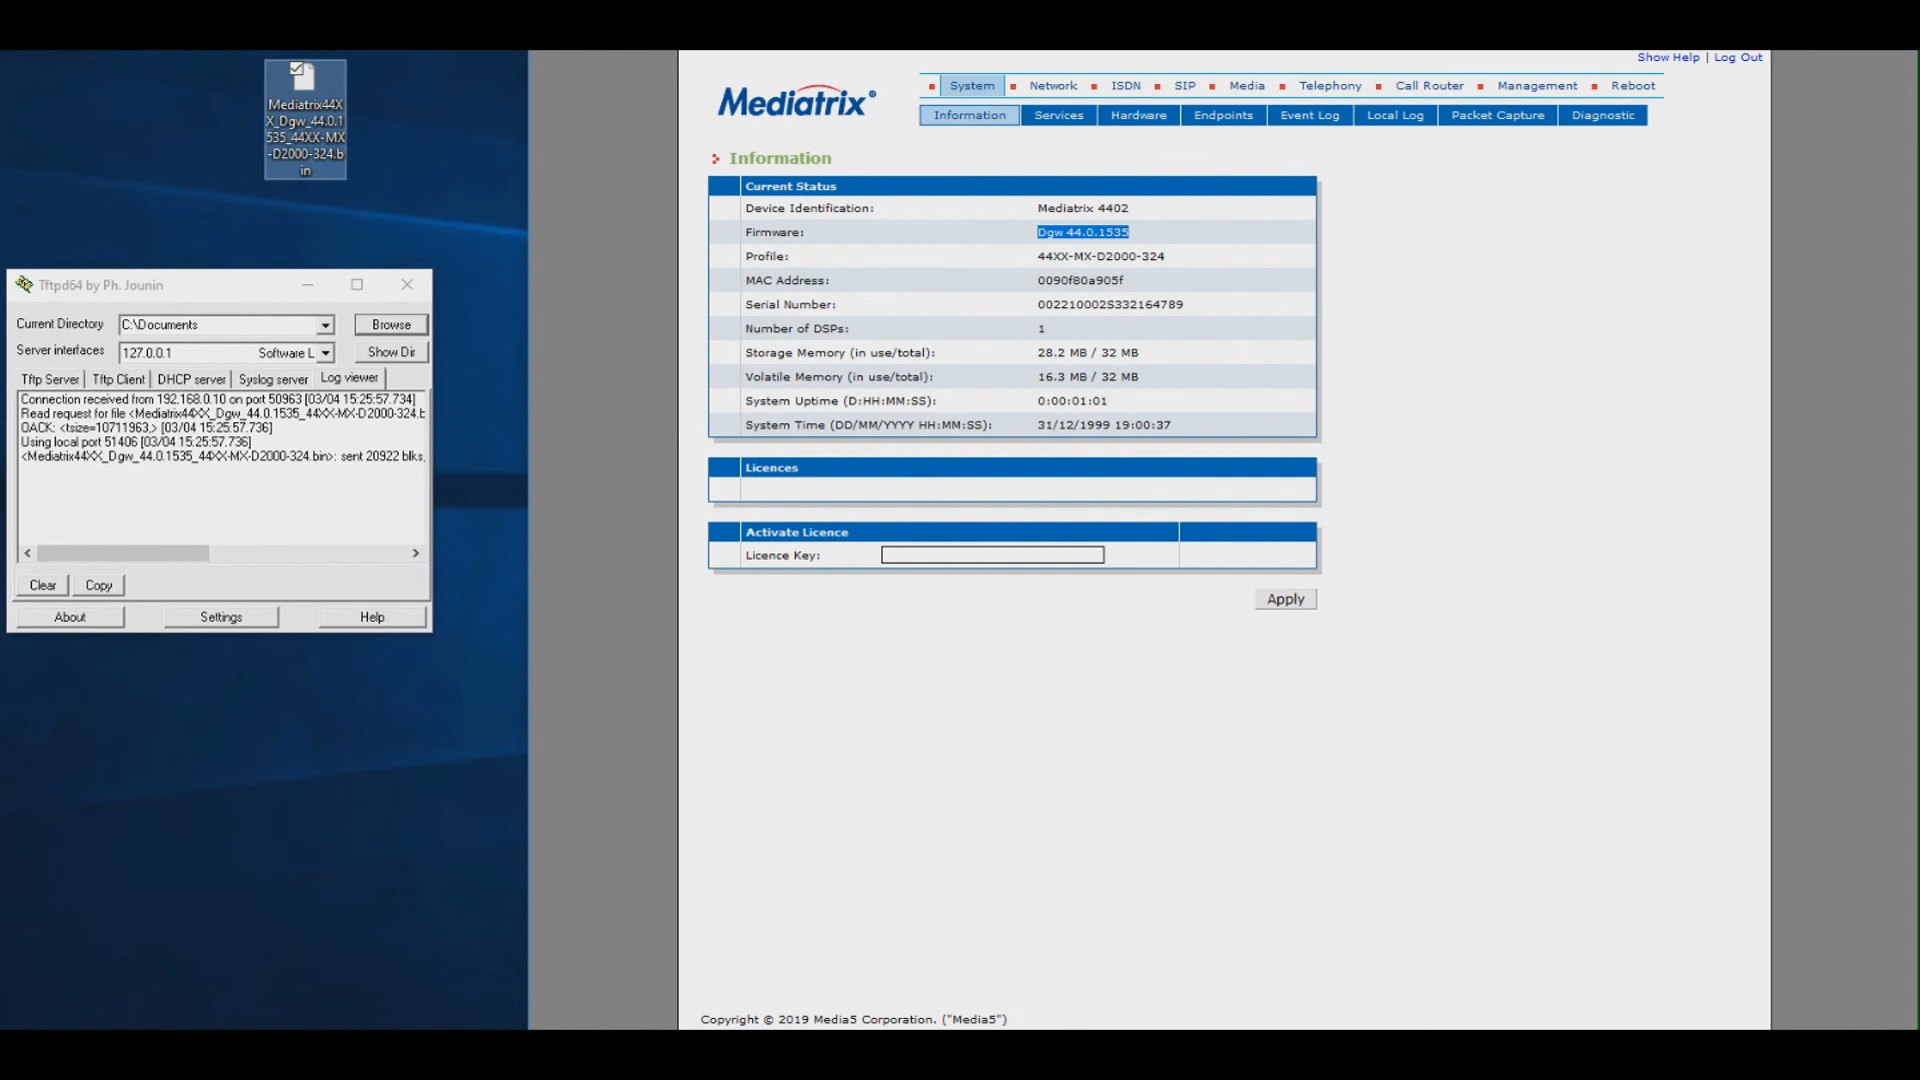 Mediatrix44X
X_Dgw_44.0.1
535_44XX-MX
-D2000-324.b
in
Tftpd64 by Ph. Jounin
Current Directory C:\Documents Browse
Server interfaces 127.0.0.1 Software L Show Dir
Tftp Server Tftp Client DHCP server Syslog server Log viewer
Connection received from 192.168.0.10 on port 50963 [03/04 15:25:57.734]
Read request for file <Mediatrix44XX_Dgw_44.0.1535_44XX-MX-D2000-324.b
OACK: <tsize=10711963,> [03/04 15:25:57.736]
Using local port 51406 [03/04 15:25:57.736]
<Mediatrix44XX_Dgw_44.0.1535_44XX-MX-D2000-324.bin>: sent 20922 blks,
Clear Copy
About Settings Help
Show Help | Log Out
Mediatrix®
System Network ISDN SIP Media Telephony Call Router Management Reboot
Information Services Hardware Endpoints Event Log Local Log Packet Capture Diagnostic
Information
Current Status
Device Identification: Mediatrix 4402
Firmware: Dgw 44.0.1535
Profile: 44XX-MX-D2000-324
MAC Address: 0090f80a905f
Serial Number: 002210002S332164789
Number of DSPs: 1
Storage Memory (in use/total): 28.2 MB / 32 MB
Volatile Memory (in use/total): 16.3 MB / 32 MB
System Uptime (D:HH:MM:SS): 0:00:01:01
System Time (DD/MM/YYYY HH:MM:SS): 31/12/1999 19:00:37
Licences
Activate Licence
Licence Key:
Apply
Copyright © 2019 Media5 Corporation. ("Media5")